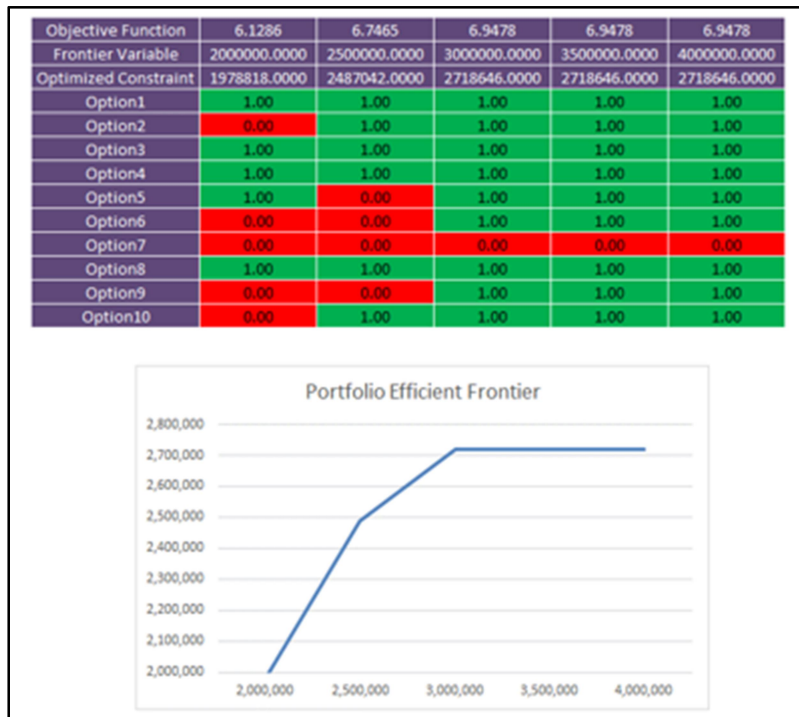 Objective Function 6.1286 6.7465 6.9478 6.9478 6.9478
Frontier Variable 2000000.0000 2500000.0000 3000000.0000 3500000.0000 4000000.0000
Optimized Constraint 1978818.0000 2487042.0000 2718646.0000 2718646.0000 2718646.0000
Option1 1.00 1.00 1.00 1.00 1.00
Option2 0.00 1.00 1.00 1.00 1.00
Option3 1.00 1.00 1.00 1.00 1.00
Option4 1.00 1.00 1.00 1.00 1.00
Option5 1.00 0.00 1.00 1.00 1.00
Option6 0.00 0.00 1.00 1.00 1.00
Option7 0.00 0.00 0.00 0.00 0.00
Option8 1.00 1.00 1.00 1.00 1.00
Option9 0.00 0.00 1.00 1.00 1.00
Option10 0.00 1.00 1.00 1.00 1.00
Portfolio Efficient Frontier
2,800,000
2,700,000
2,600,000
2,500,000
2,400,000
2,300,000
2,200,000
2,100,000
2,000,000
2,000,000 2,500,000 3,000,000 3,500,000 4,000,000